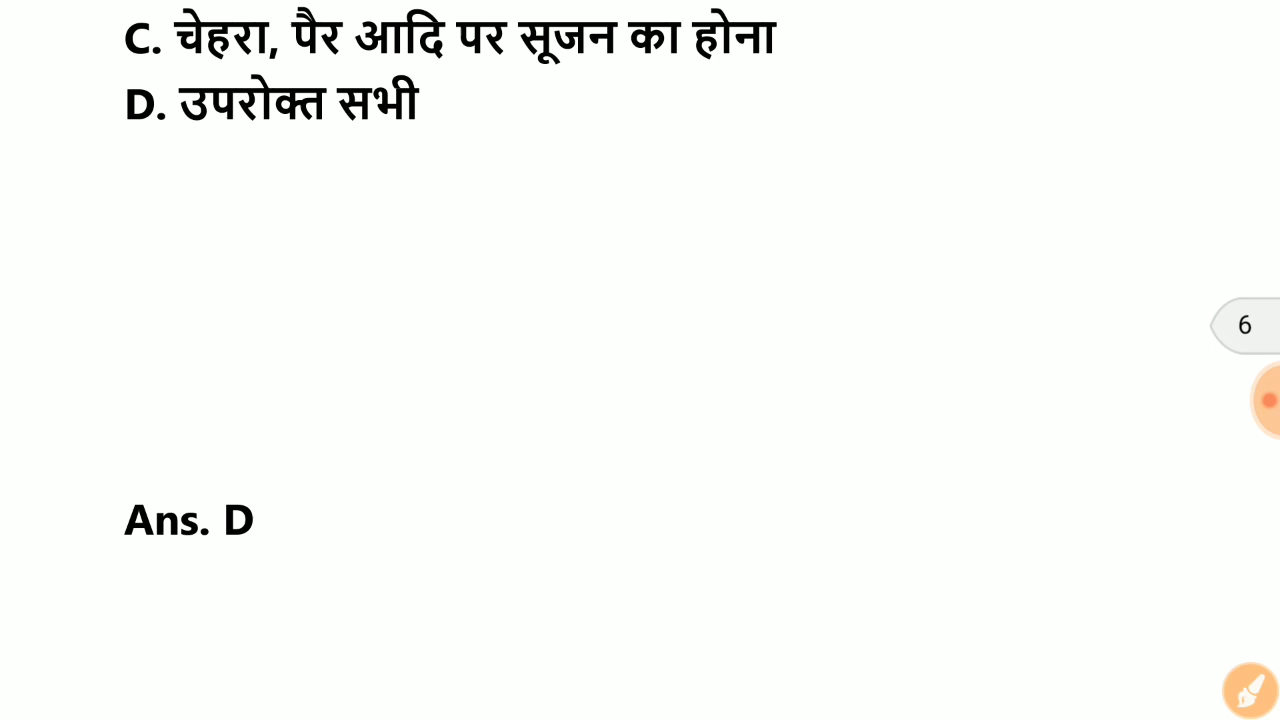 C. चेहरा, पैर आदि पर सूजन का होना
D. उपरोक्त सभी
6
Ans. D